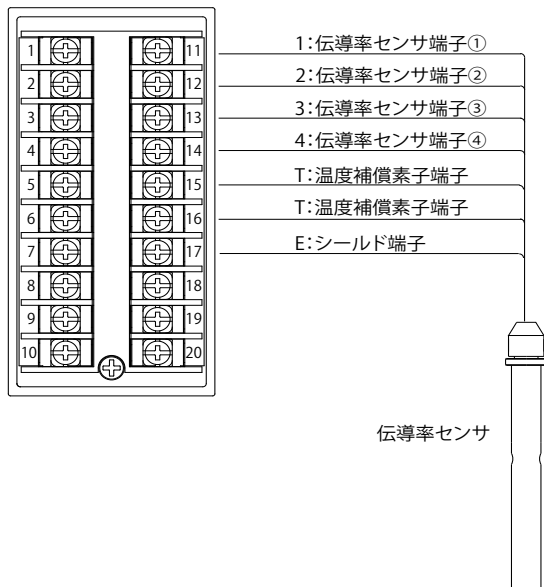 1 11
2 12
3 13
4 14
5 15
6 16
7 17
8 18
9 19
10 20
1:伝導率センサ端子①
2:伝導率センサ端子②
3:伝導率センサ端子③
4:伝導率センサ端子④
T:温度補償素子端子
T:温度補償素子端子
E:シールド端子
伝導率センサ